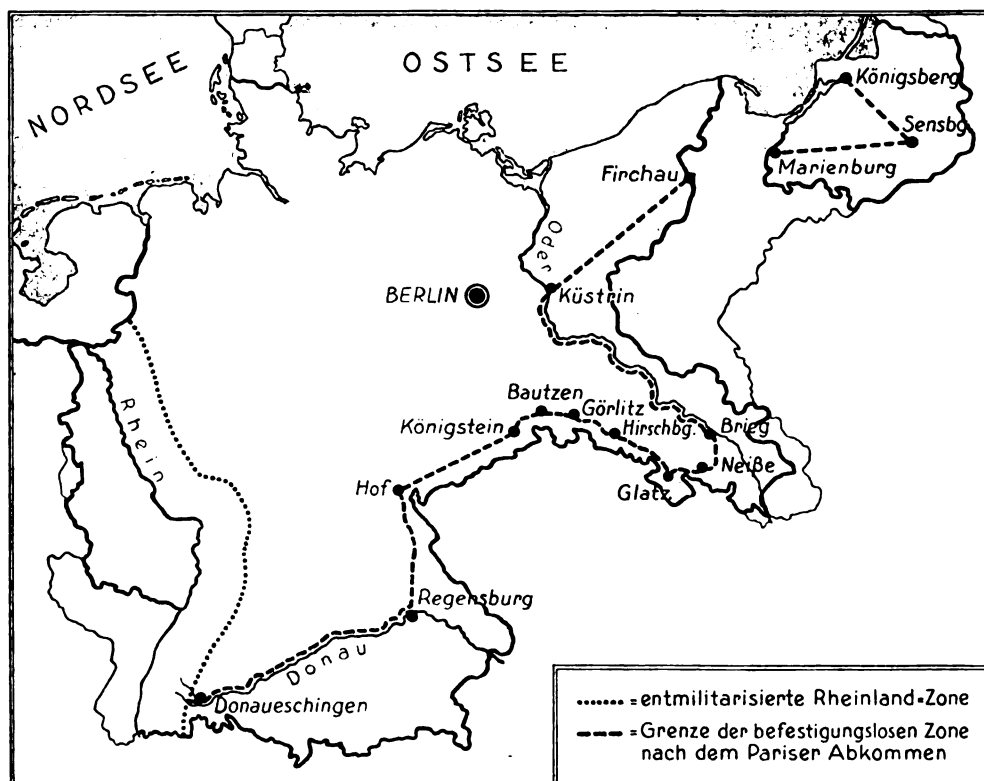 NORDSEE
OSTSEE
Königsberg
Sensbg.
Marienburg
Firchau
Oder
BERLIN
Küstrin
Rhein
Bautzen
Görlitz
Königstein
Hirschbg.
Brieg
Neiße
Glatz
Hof
Regensburg
Donau
Donaueschingen
= entmilitarisierte Rheinland-Zone
= Grenze der befestigungslosen Zone
nach dem Pariser Abkommen